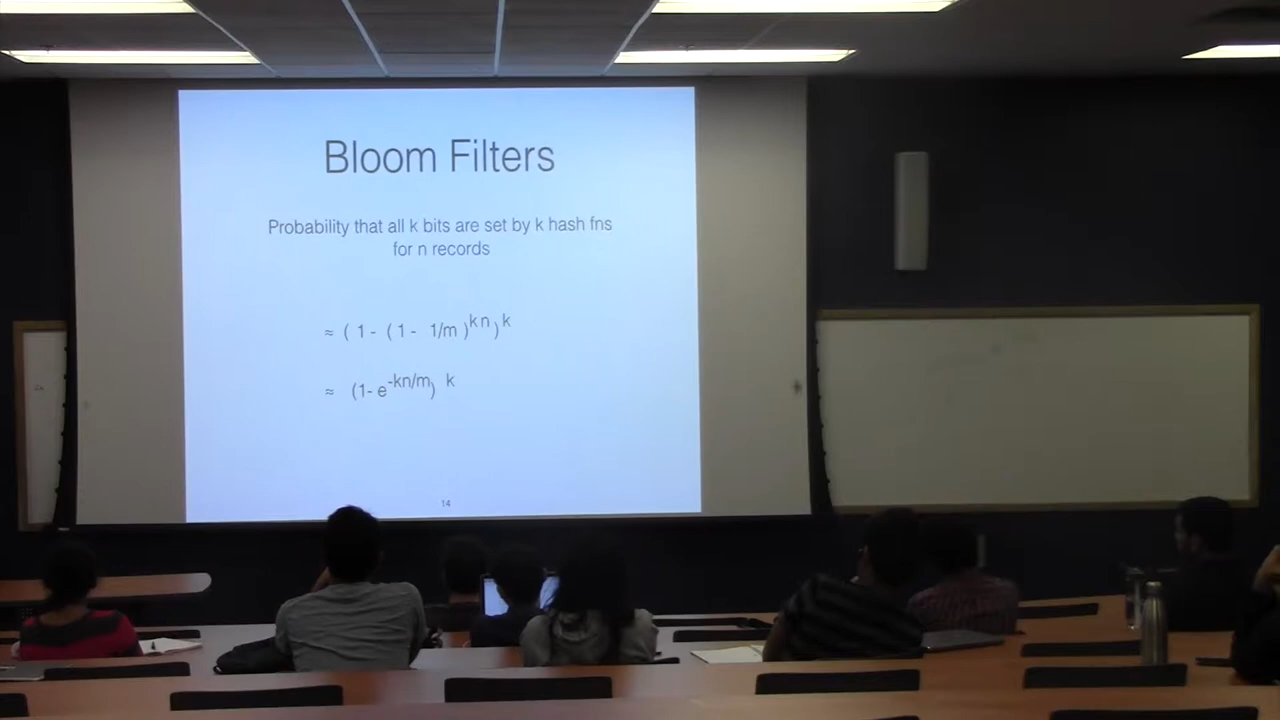 Bloom Filters
Probability that all k bits are set by k hash fns
for n records
≈ ( 1 - ( 1 - 1/m )^kn )^k
≈ (1- e^-kn/m) ^k
14